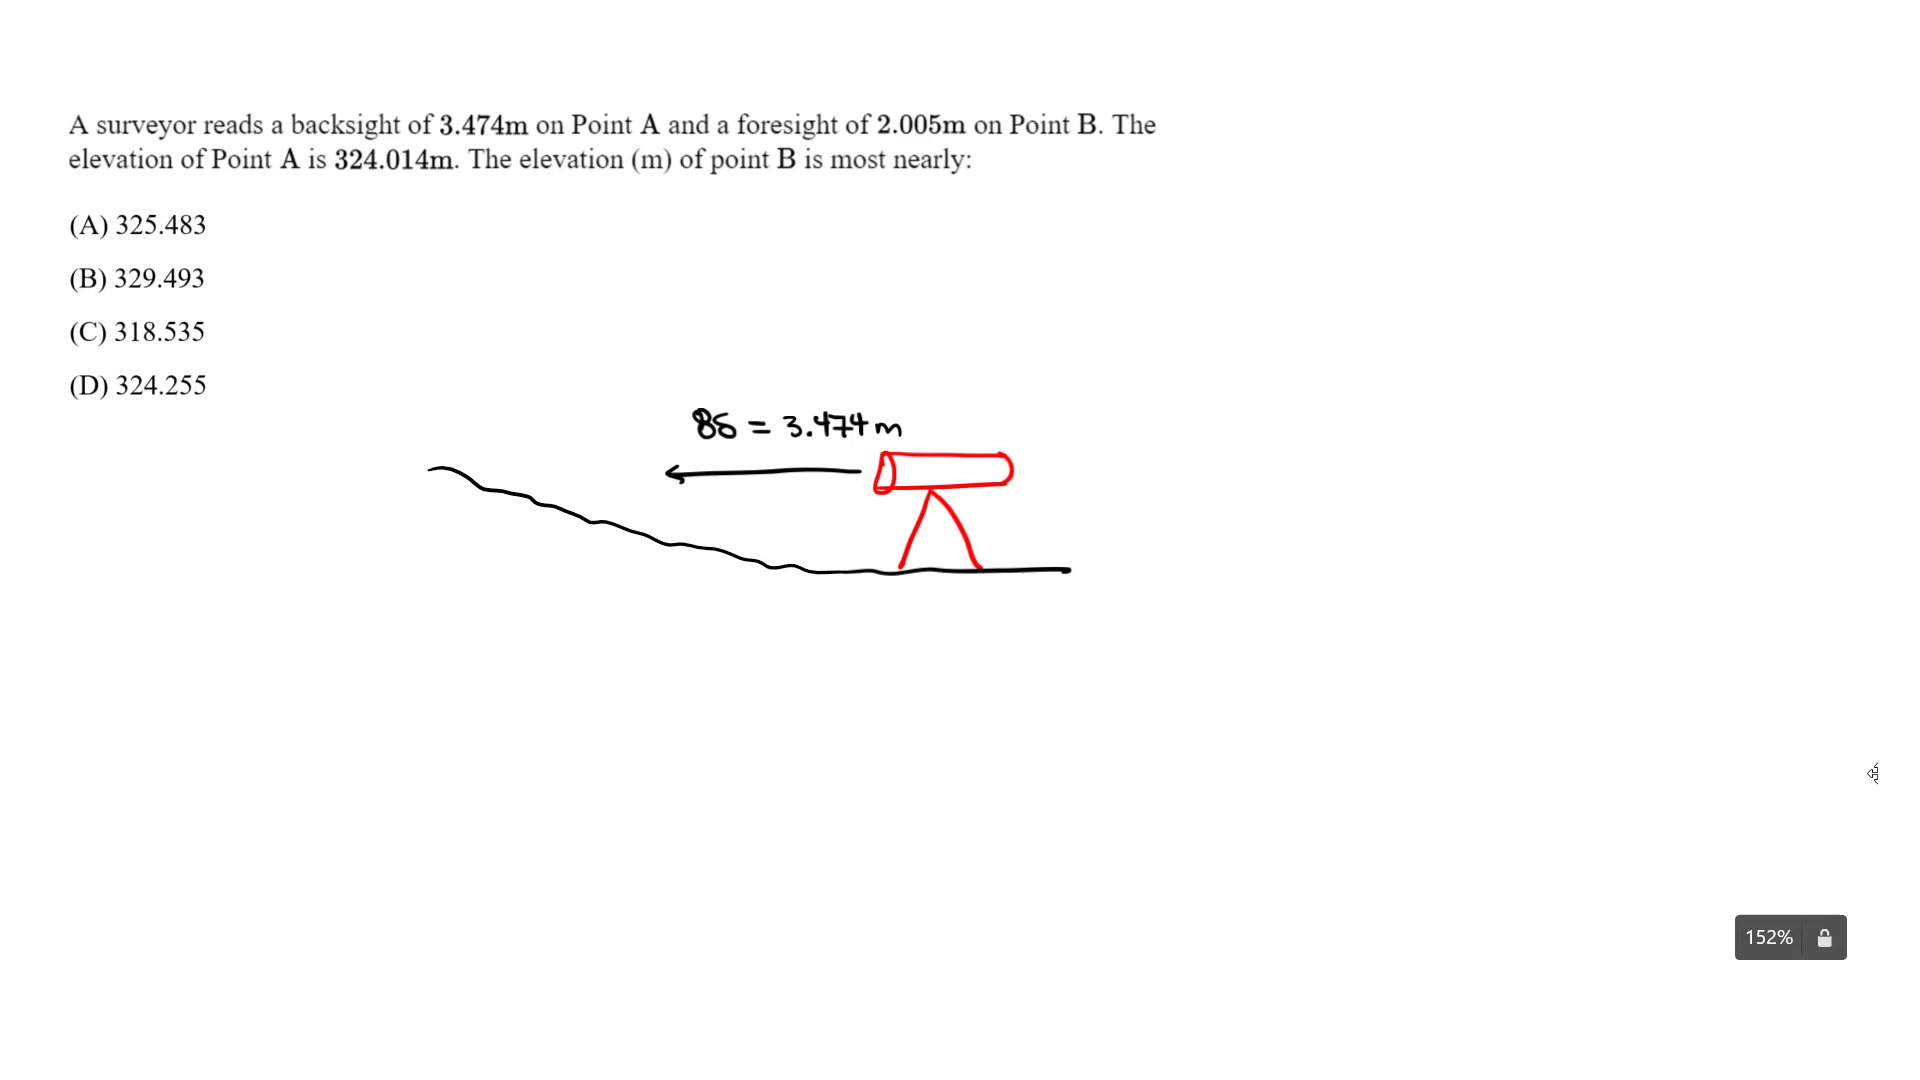 A surveyor reads a backsight of 3.474m on Point A and a foresight of 2.005m on Point B. The
elevation of Point A is 324.014m. The elevation (m) of point B is most nearly:
(A) 325.483
(B) 329.493
(C) 318.535
(D) 324.255
BS = 3.474m
152%